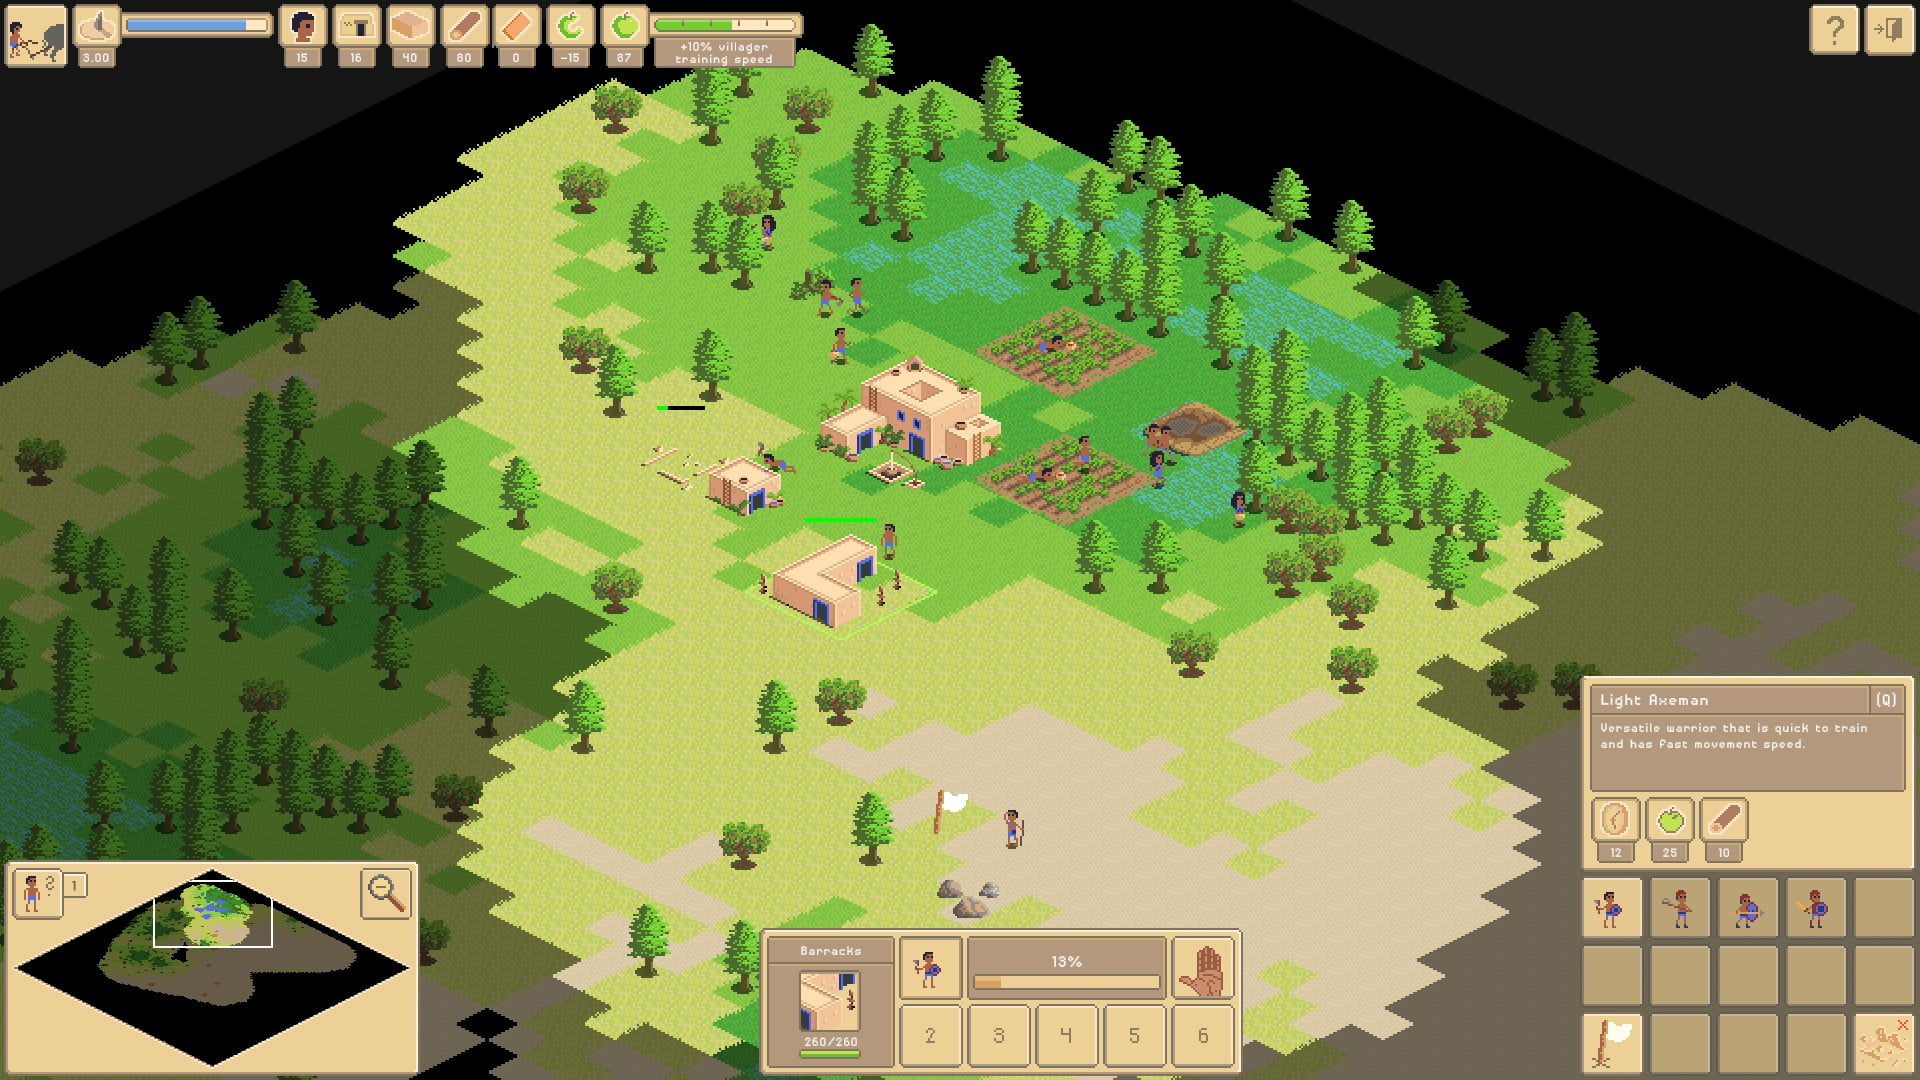 3.00
15
16
40
80
0
-15
87
+10% villager
training speed
?
Light Axeman
(Q)
Versatile warrior that is quick to train
and has fast movement speed.
12
25
10
1
Barracks
260/260
13%
2
3
4
5
6